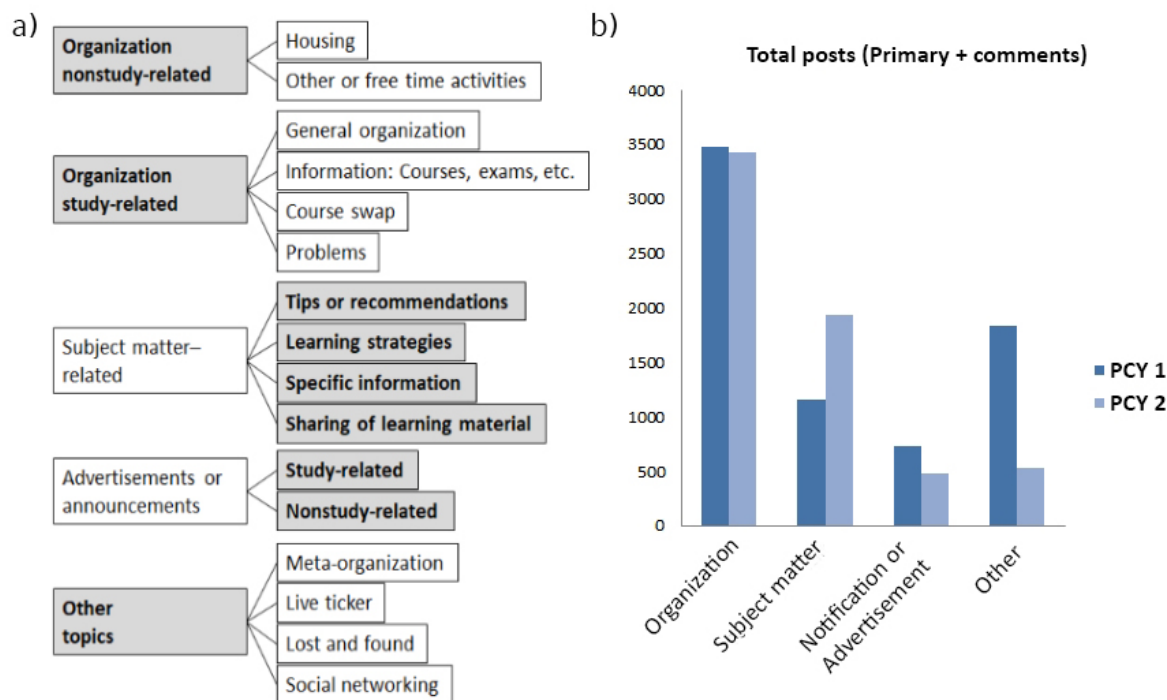 a)
Organization
nonstudy-related
Housing
Other or free time activities
Organization
study-related
General organization
Information: Courses, exams, etc.
Course swap
Problems
Subject matter–
related
Tips or recommendations
Learning strategies
Specific information
Sharing of learning material
Advertisements or
announcements
Study-related
Nonstudy-related
Other
topics
Meta-organization
Live ticker
Lost and found
Social networking
b)
Total posts (Primary + comments)
4000
3500
3000
2500
2000
1500
1000
500
0
Organization
Subject matter
Notification or
Advertisement
Other
PCY 1
PCY 2